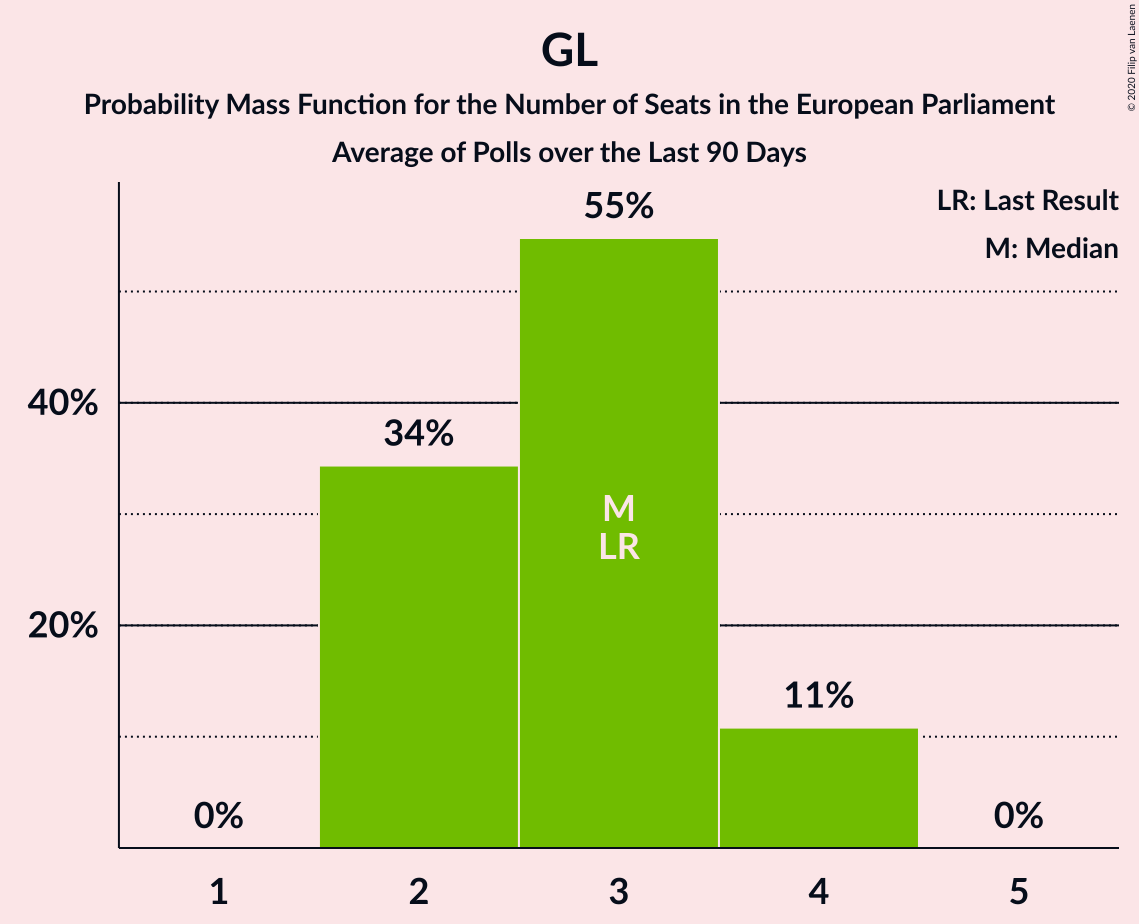 GL
Probability Mass Function for the Number of Seats in the European Parliament
Average of Polls over the Last 90 Days
© 2020 Filip van Laenen
LR: Last Result
M: Median
55%
40%
34%
M
LR
20%
11%
0%
0%
1
2
3
4
5